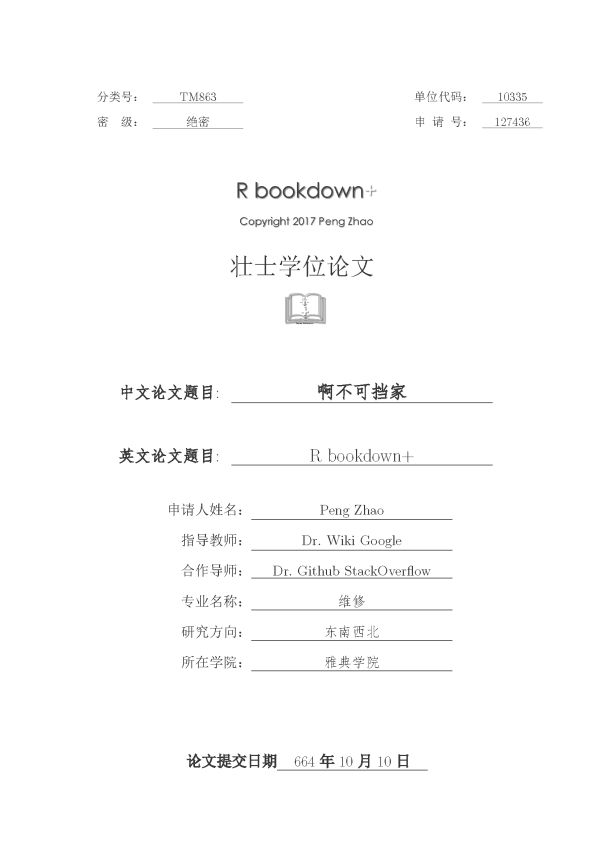 分类号： TM863 单位代码： 10335
密 级： 绝密 申 请 号： 127436
R bookdown+
Copyright 2017 Peng Zhao
壮士学位论文
中文论文题目: 啊不可挡家
英文论文题目: R bookdown+
申请人姓名： Peng Zhao
指导教师： Dr. Wiki Google
合作导师： Dr. Github StackOverflow
专业名称： 维修
研究方向： 东南西北
所在学院： 雅典学院
论文提交日期 664 年 10 月 10 日